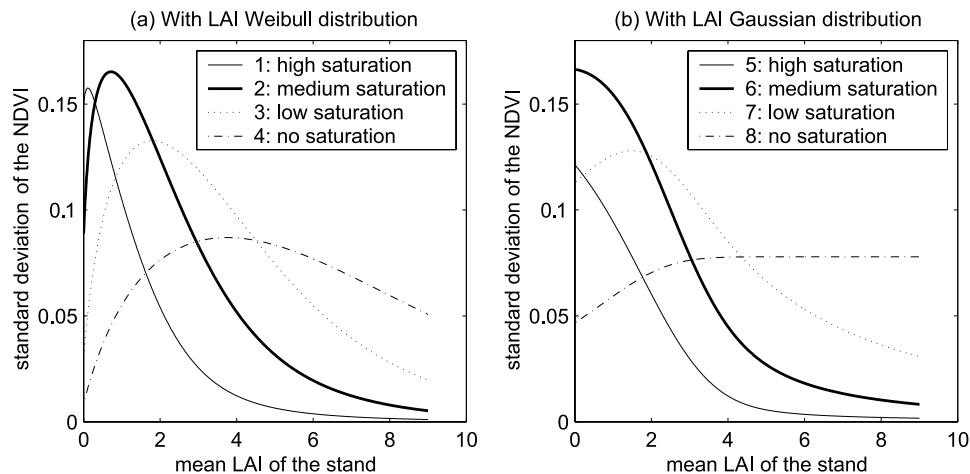 (a) With LAI Weibull distribution
standard deviation of the NDVI
0.15
0.1
0.05
0
0 2 4 6 8 10
mean LAI of the stand
1: high saturation
2: medium saturation
3: low saturation
4: no saturation
(b) With LAI Gaussian distribution
standard deviation of the NDVI
0.15
0.1
0.05
0
0 2 4 6 8 10
mean LAI of the stand
5: high saturation
6: medium saturation
7: low saturation
8: no saturation